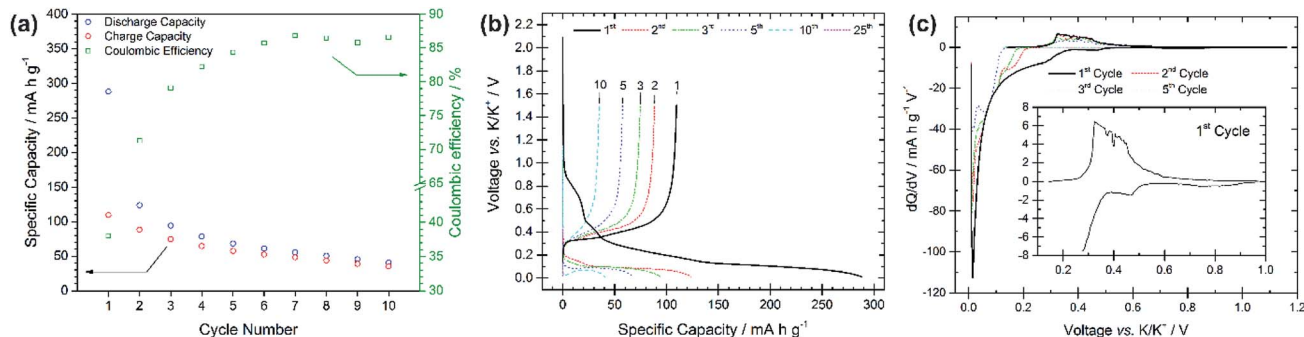 (a)
Discharge Capacity
Charge Capacity
Coulombic Efficiency
Specific Capacity / mA h g⁻¹
400
350
300
250
200
150
100
50
0
1 2 3 4 5 6 7 8 9 10
Cycle Number
90
85
80
75
70
65
40
35
30
Coulombic efficiency / %
(b)
1st 2nd 3rd 5th 10th 25th
Voltage vs. K/K⁺ / V
2.2
2.0
1.8
1.6
1.4
1.2
1.0
0.8
0.6
0.4
0.2
0.0
10 5 3 2 1
0 50 100 150 200 250 300
Specific Capacity / mA h g⁻¹
(c)
dQ/dV / mA h g⁻¹ V⁻¹
20
0
-20
-40
-60
-80
-100
-120
1st Cycle 2nd Cycle
3rd Cycle 5th Cycle
1st Cycle
8
6
4
2
0
-2
-4
-6
-8
0.2 0.4 0.6 0.8 1.0
0.0 0.2 0.4 0.6 0.8 1.0 1.2
Voltage vs. K/K⁺ / V